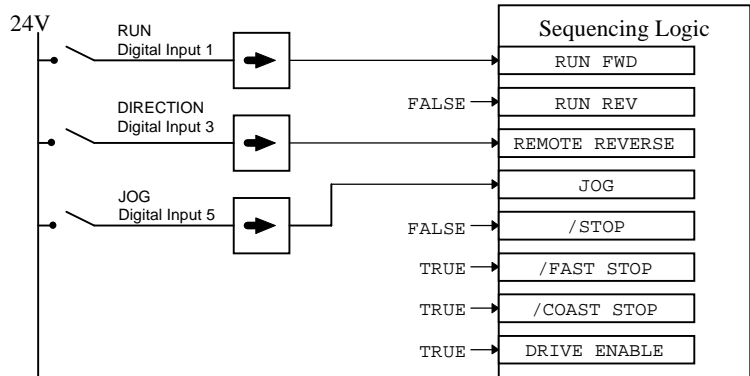 24V
RUN
Digital Input 1
DIRECTION
Digital Input 3
JOG
Digital Input 5
Sequencing Logic
RUN FWD
FALSE
RUN REV
REMOTE REVERSE
JOG
FALSE
/STOP
TRUE
/FAST STOP
TRUE
/COAST STOP
TRUE
DRIVE ENABLE